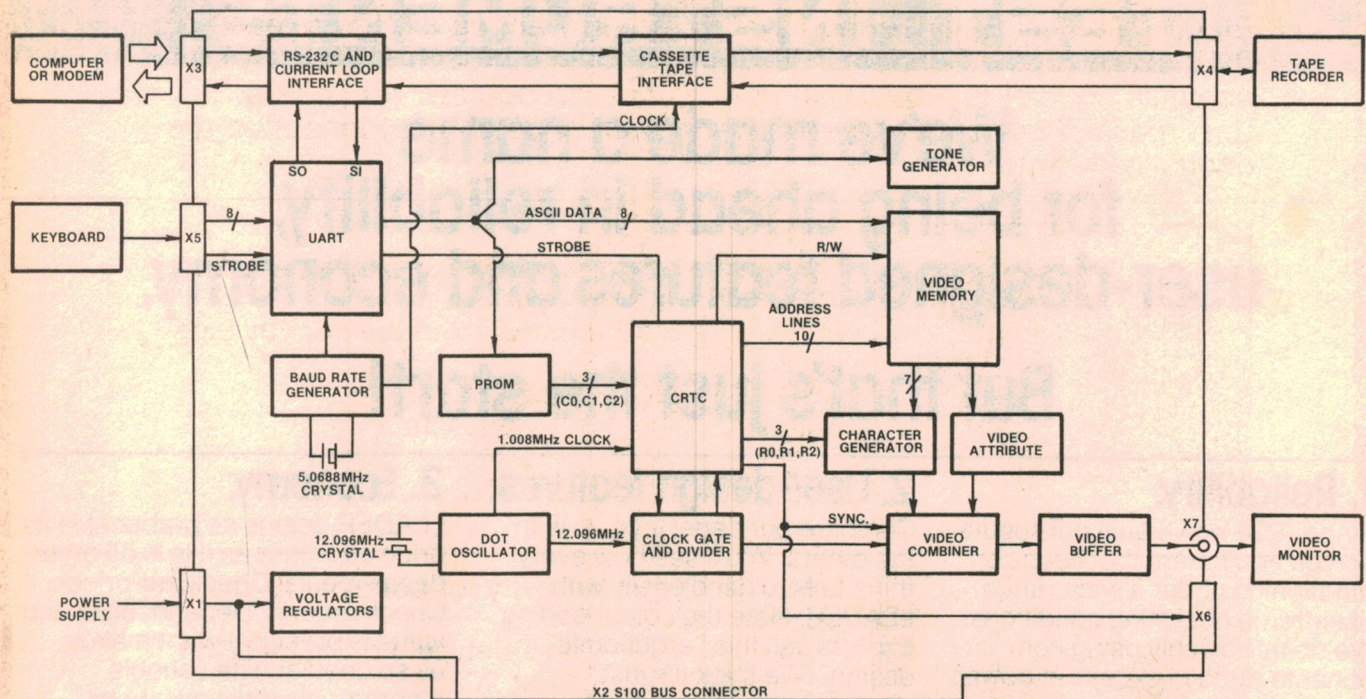 COMPUTER
OR MODEM
X3
RS-232C AND
CURRENT LOOP
INTERFACE
CASSETTE
TAPE
INTERFACE
X4
TAPE
RECORDER
CLOCK
TONE
GENERATOR
SO SI
UART
KEYBOARD
X5
8
STROBE
ASCII DATA 8
STROBE
R/W
VIDEO
MEMORY
ADDRESS
LINES
10
BAUD RATE
GENERATOR
5.0688MHz
CRYSTAL
PROM
3
(C0,C1,C2)
CRTC
7
1.008MHz CLOCK
3
(R0,R1,R2)
CHARACTER
GENERATOR
VIDEO
ATTRIBUTE
12.096MHz
CRYSTAL
DOT
OSCILLATOR
12.096MHz
CLOCK GATE
AND DIVIDER
SYNC.
VIDEO
COMBINER
VIDEO
BUFFER
X7
VIDEO
MONITOR
POWER
SUPPLY
X1
VOLTAGE
REGULATORS
X6
X2 S100 BUS CONNECTOR